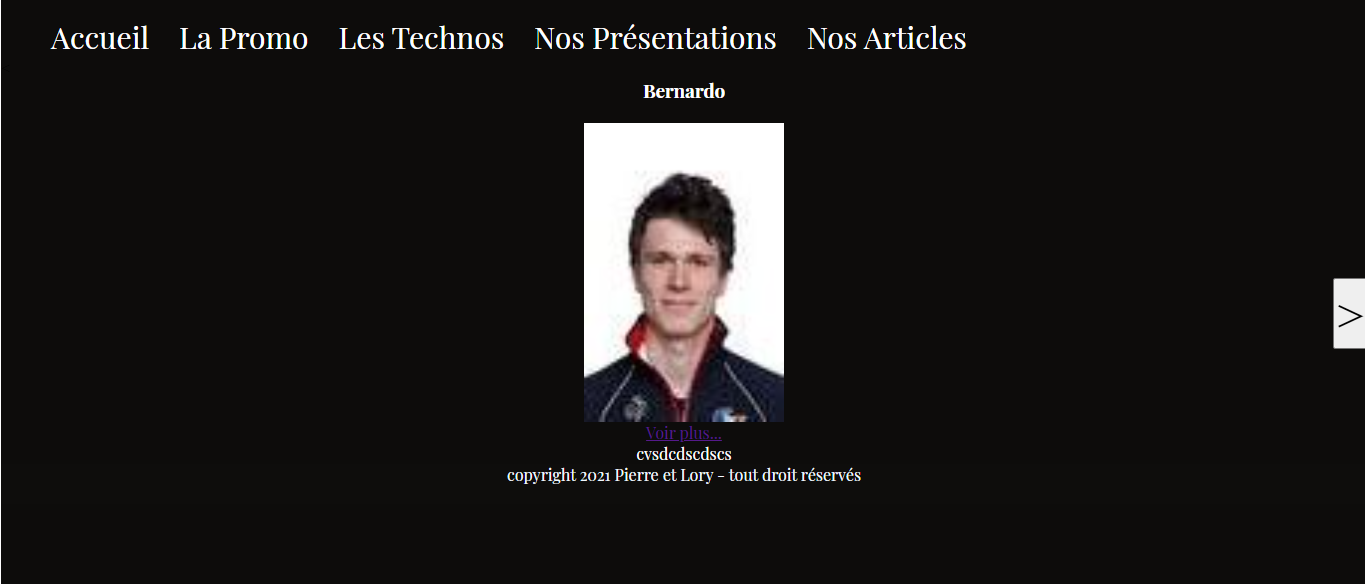 Accueil La Promo Les Technos Nos Présentations Nos Articles
Bernardo
>
Voir plus...
cvsdcdscdscs
copyright 2021 Pierre et Lory - tout droit réservés